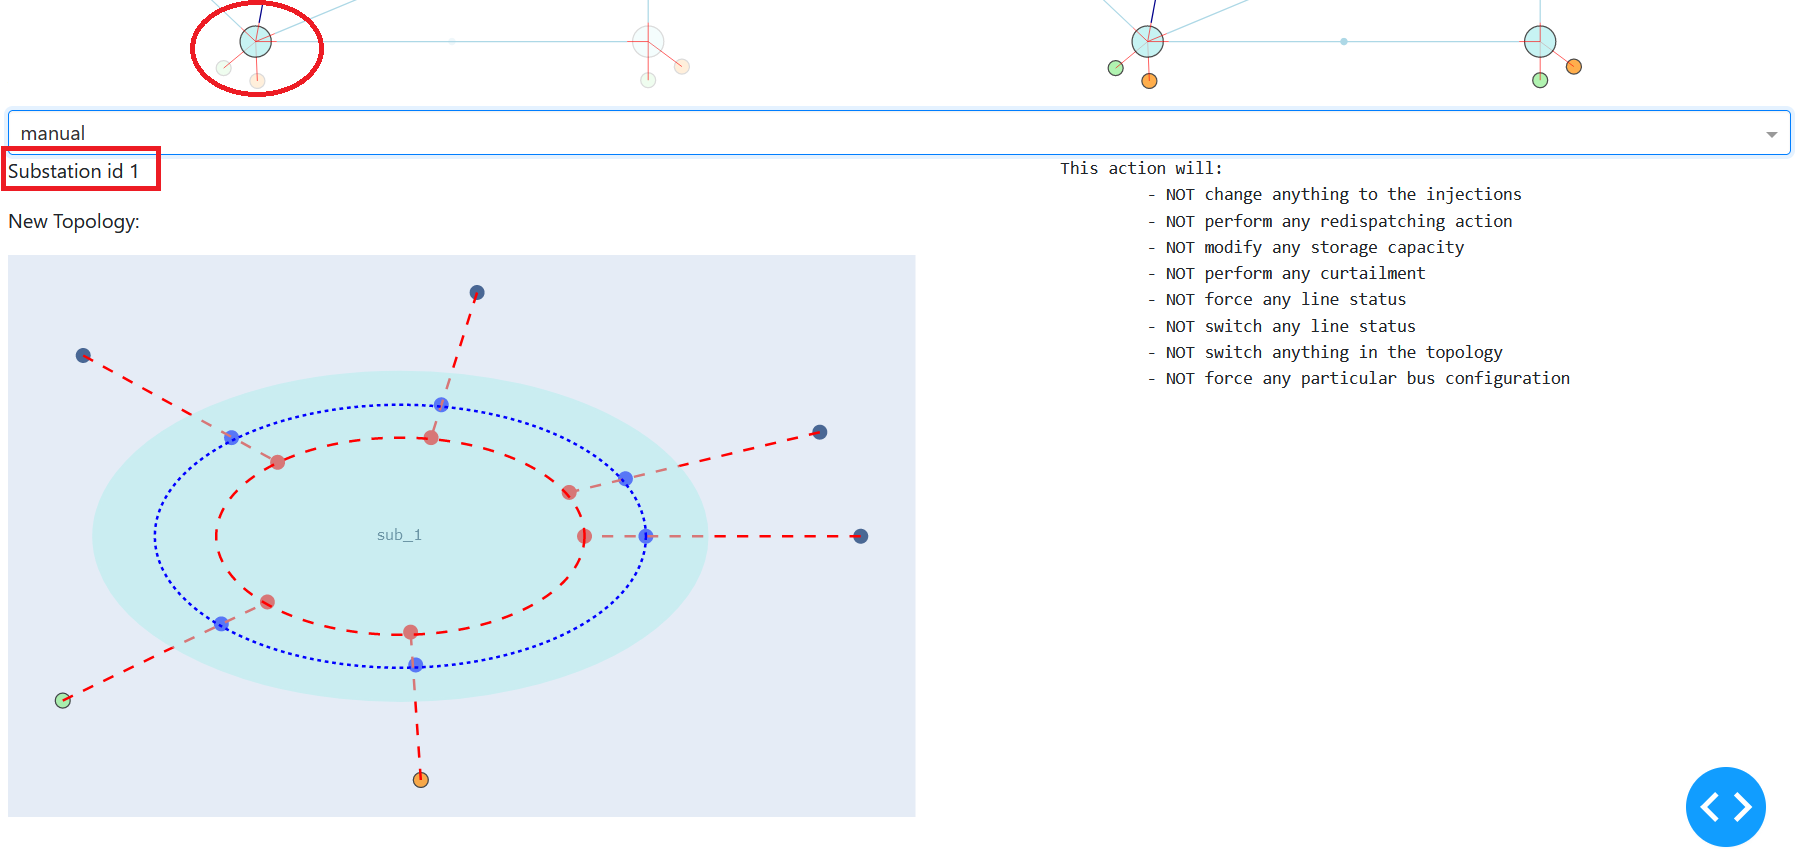 manual
Substation id 1
New Topology:
sub_1
This action will:
- NOT change anything to the injections
- NOT perform any redispatching action
- NOT modify any storage capacity
- NOT perform any curtailment
- NOT force any line status
- NOT switch any line status
- NOT switch anything in the topology
- NOT force any particular bus configuration